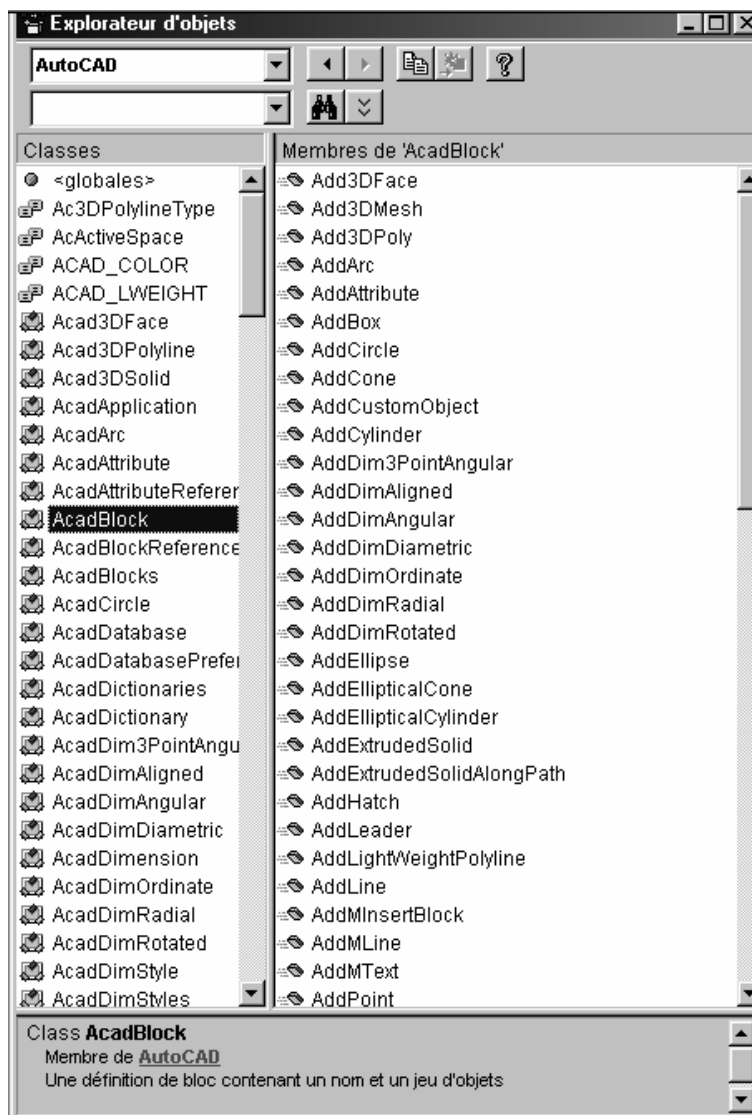 Explorateur d'objets
AutoCAD
Classes
Membres de 'AcadBlock'
<globales>
Ac3DPolylineType
AcActiveSpace
ACAD_COLOR
ACAD_LWEIGHT
Acad3DFace
Acad3DPolyline
Acad3DSolid
AcadApplication
AcadArc
AcadAttribute
AcadAttributeReferer
AcadBlock
AcadBlockReference
AcadBlocks
AcadCircle
AcadDatabase
AcadDatabasePrefer
AcadDictionaries
AcadDictionary
AcadDim3PointAngu
AcadDimAligned
AcadDimAngular
AcadDimDiametric
AcadDimension
AcadDimOrdinate
AcadDimRadial
AcadDimRotated
AcadDimStyle
AcadDimStyles
Add3DFace
Add3DMesh
Add3DPoly
AddArc
AddAttribute
AddBox
AddCircle
AddCone
AddCustomObject
AddCylinder
AddDim3PointAngular
AddDimAligned
AddDimAngular
AddDimDiametric
AddDimOrdinate
AddDimRadial
AddDimRotated
AddEllipse
AddEllipticalCone
AddEllipticalCylinder
AddExtrudedSolid
AddExtrudedSolidAlongPath
AddHatch
AddLeader
AddLightWeightPolyline
AddLine
AddMInsertBlock
AddMLine
AddMText
AddPoint
Class AcadBlock
Membre de AutoCAD
Une définition de bloc contenant un nom et un jeu d'objets